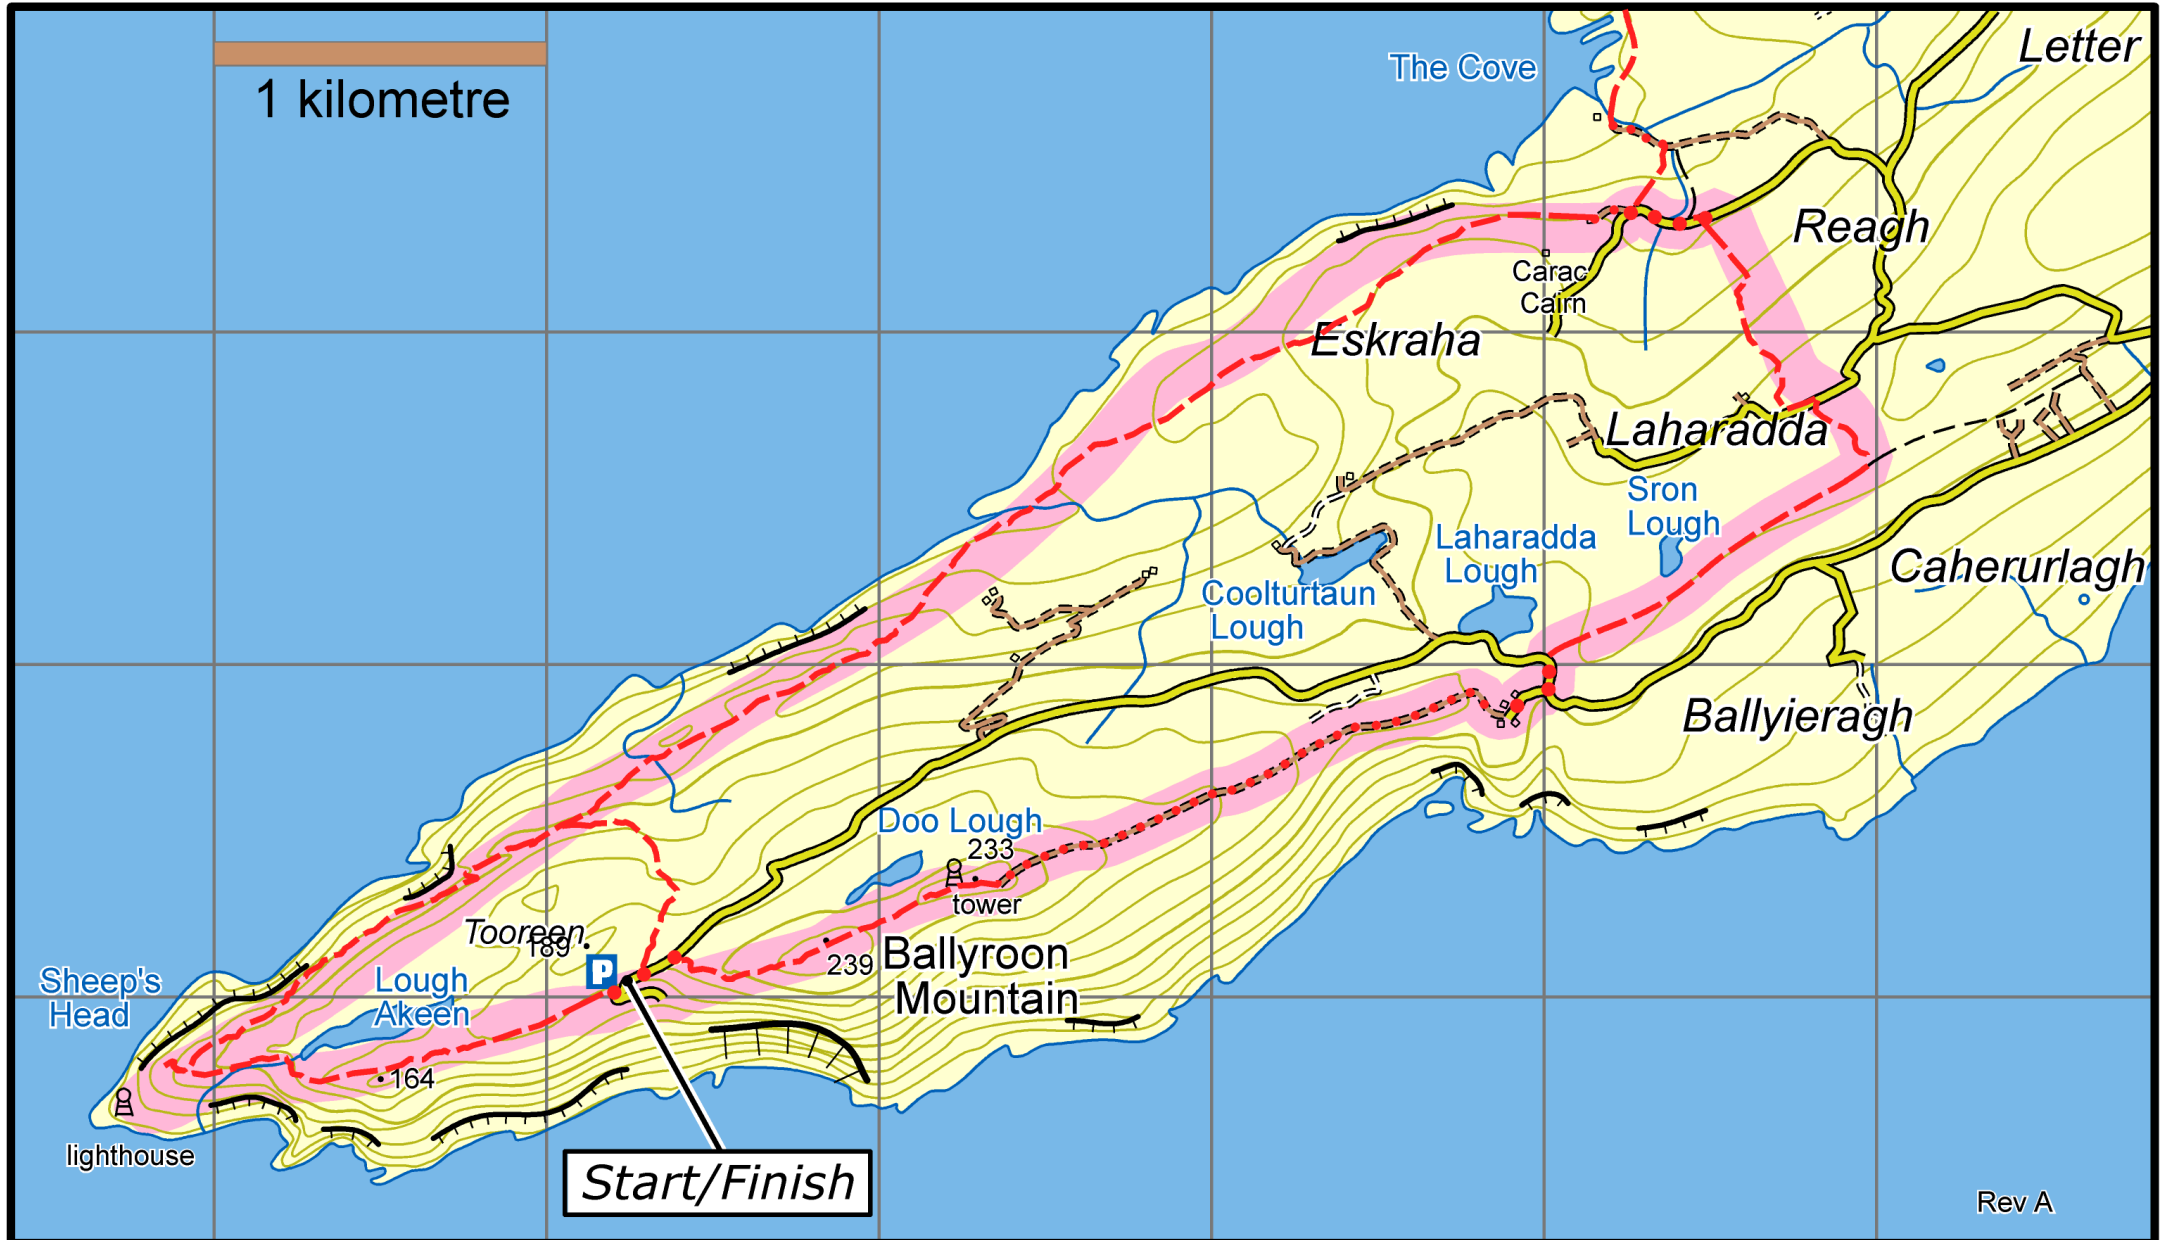 Letter
The Cove
1 kilometre
Reagh
Carac
Cairn
Eskraha
Laharadda
Sron
Lough
Laharadda
Lough
Caherurlagh
Coolturtaun
Lough
Ballyieragh
Doo Lough
233
tower
Tooreen
189
P
239
Ballyroon
Mountain
Sheep's
Head
Lough
Akeen
164
lighthouse
Start/Finish
Rev A